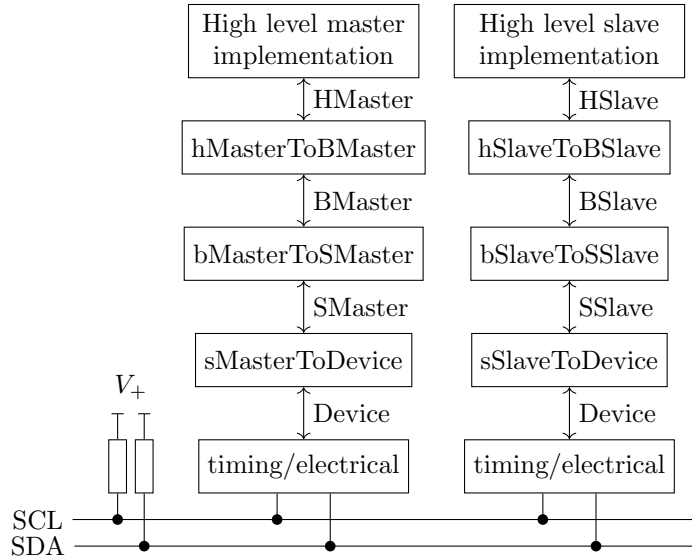 High level master
implementation
High level slave
implementation
HMaster
HSlave
hMasterToBMaster
hSlaveToBSlave
BMaster
BSlave
bMasterToSMaster
bSlaveToSSlave
SMaster
SSlave
sMasterToDevice
sSlaveToDevice
V+
Device
Device
timing/electrical
timing/electrical
SCL
SDA